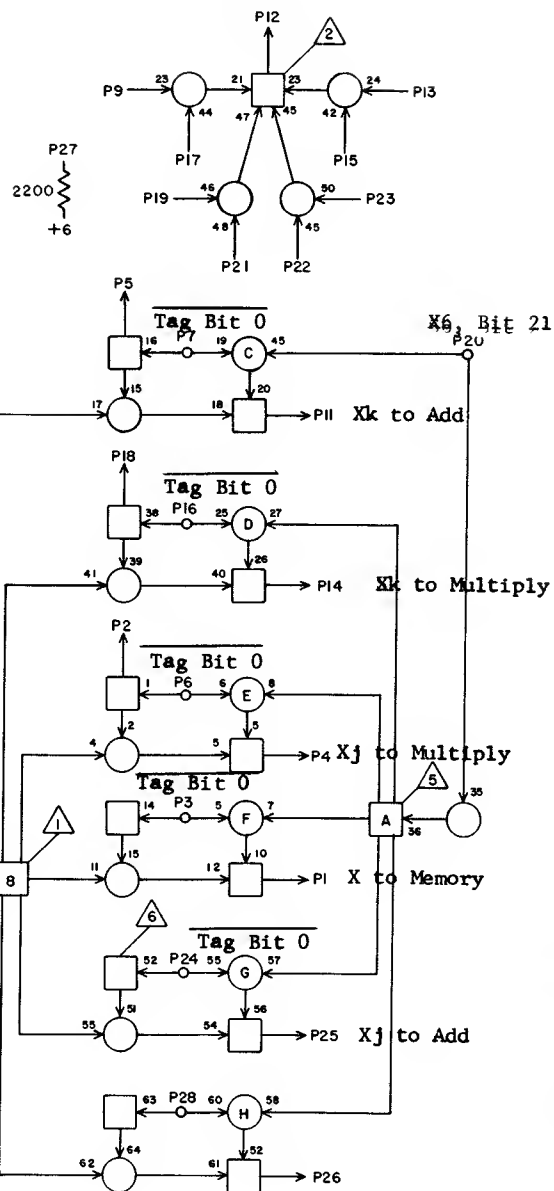 P12
2
P9 23 21 23 24 P13
44 47 45 42
P17 P15
P27
2200
+6
P19 46 50 P23
48 45
P21 P22
P5
Tag Bit 0
X6, Bit 21
P20
16 P7 19 C 45
15 20
17 18 P11 Xk to Add
P18
Tag Bit 0
38 P16 25 D 27
39 26
41 40 P14 Xk to Multiply
P2
Tag Bit 0
1 P6 6 E 8
2 5
4 5 P4 Xj to Multiply
Tag Bit 0
5
35
14 P3 5 F 7 A 36
1
15 10
8 11 12 P1 X to Memory
6
Tag Bit 0
52 P24 55 G 57
51 56
55 54 P25 Xj to Add
63 P28 60 H 58
64 52
62 61 P26